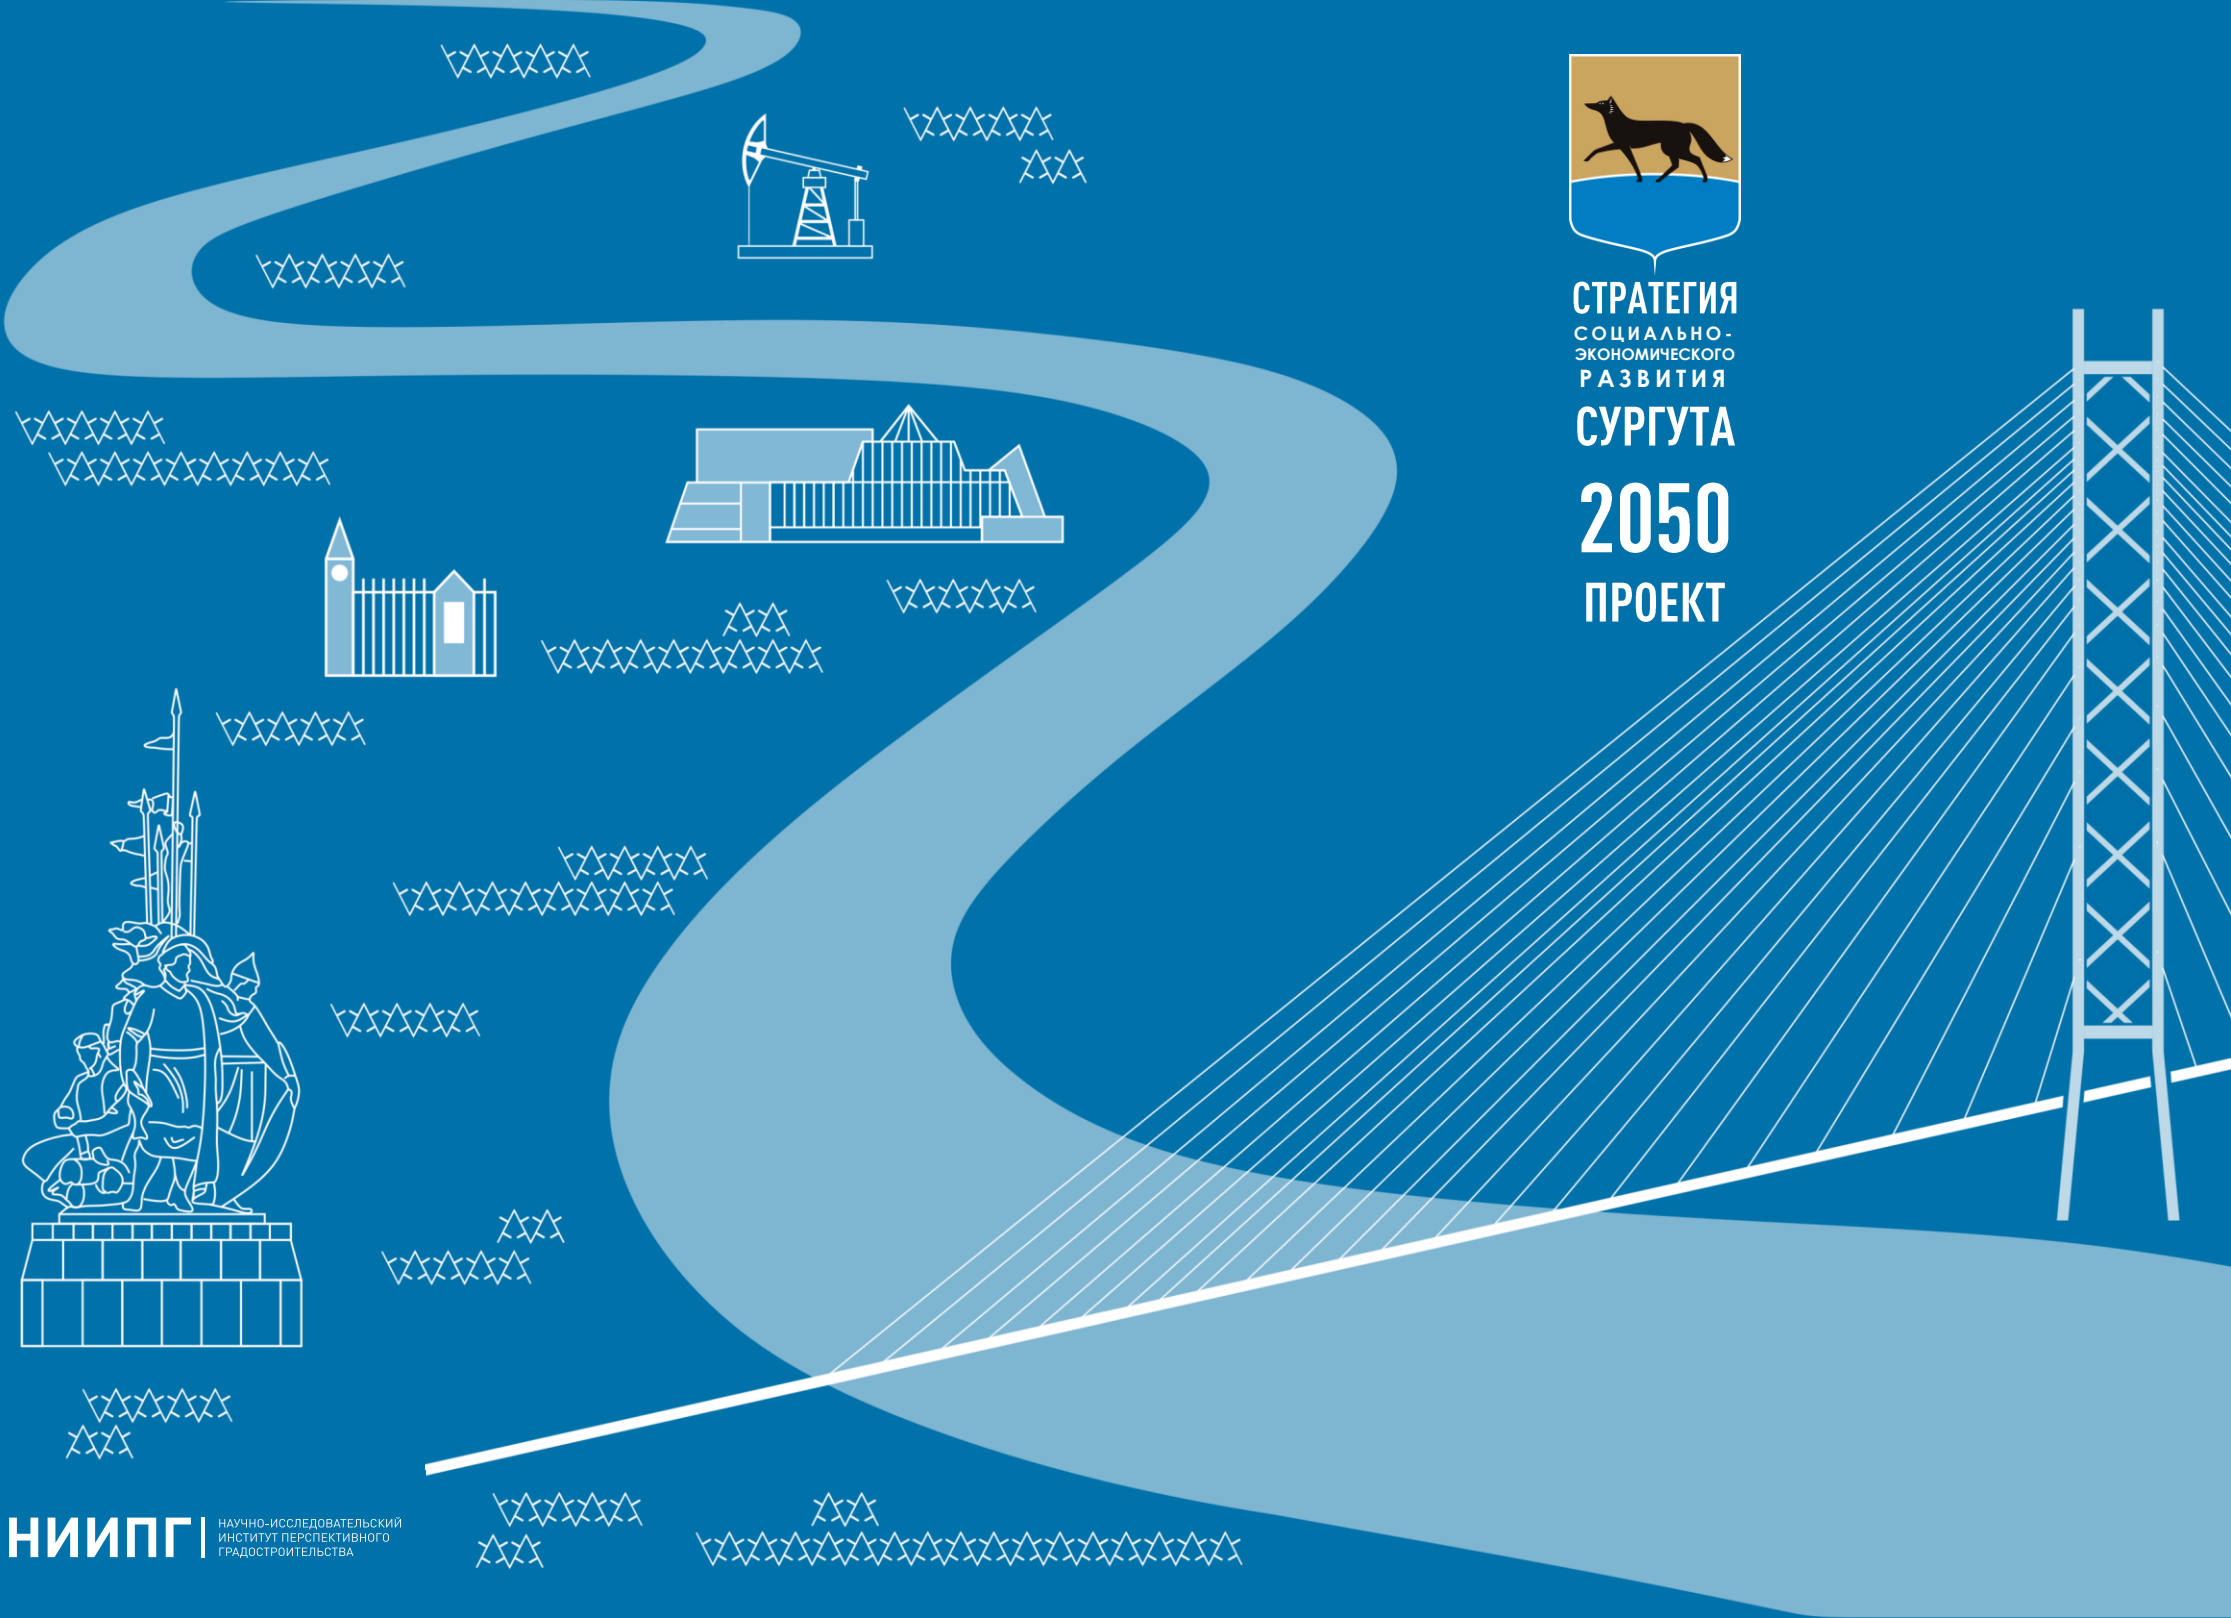 СТРАТЕГИЯ
СОЦИАЛЬНО-
ЭКОНОМИЧЕСКОГО
РАЗВИТИЯ
СУРГУТА
2050
ПРОЕКТ
НИИПГ
НАУЧНО-ИССЛЕДОВАТЕЛЬСКИЙ
ИНСТИТУТ ПЕРСПЕКТИВНОГО
ГРАДОСТРОИТЕЛЬСТВА